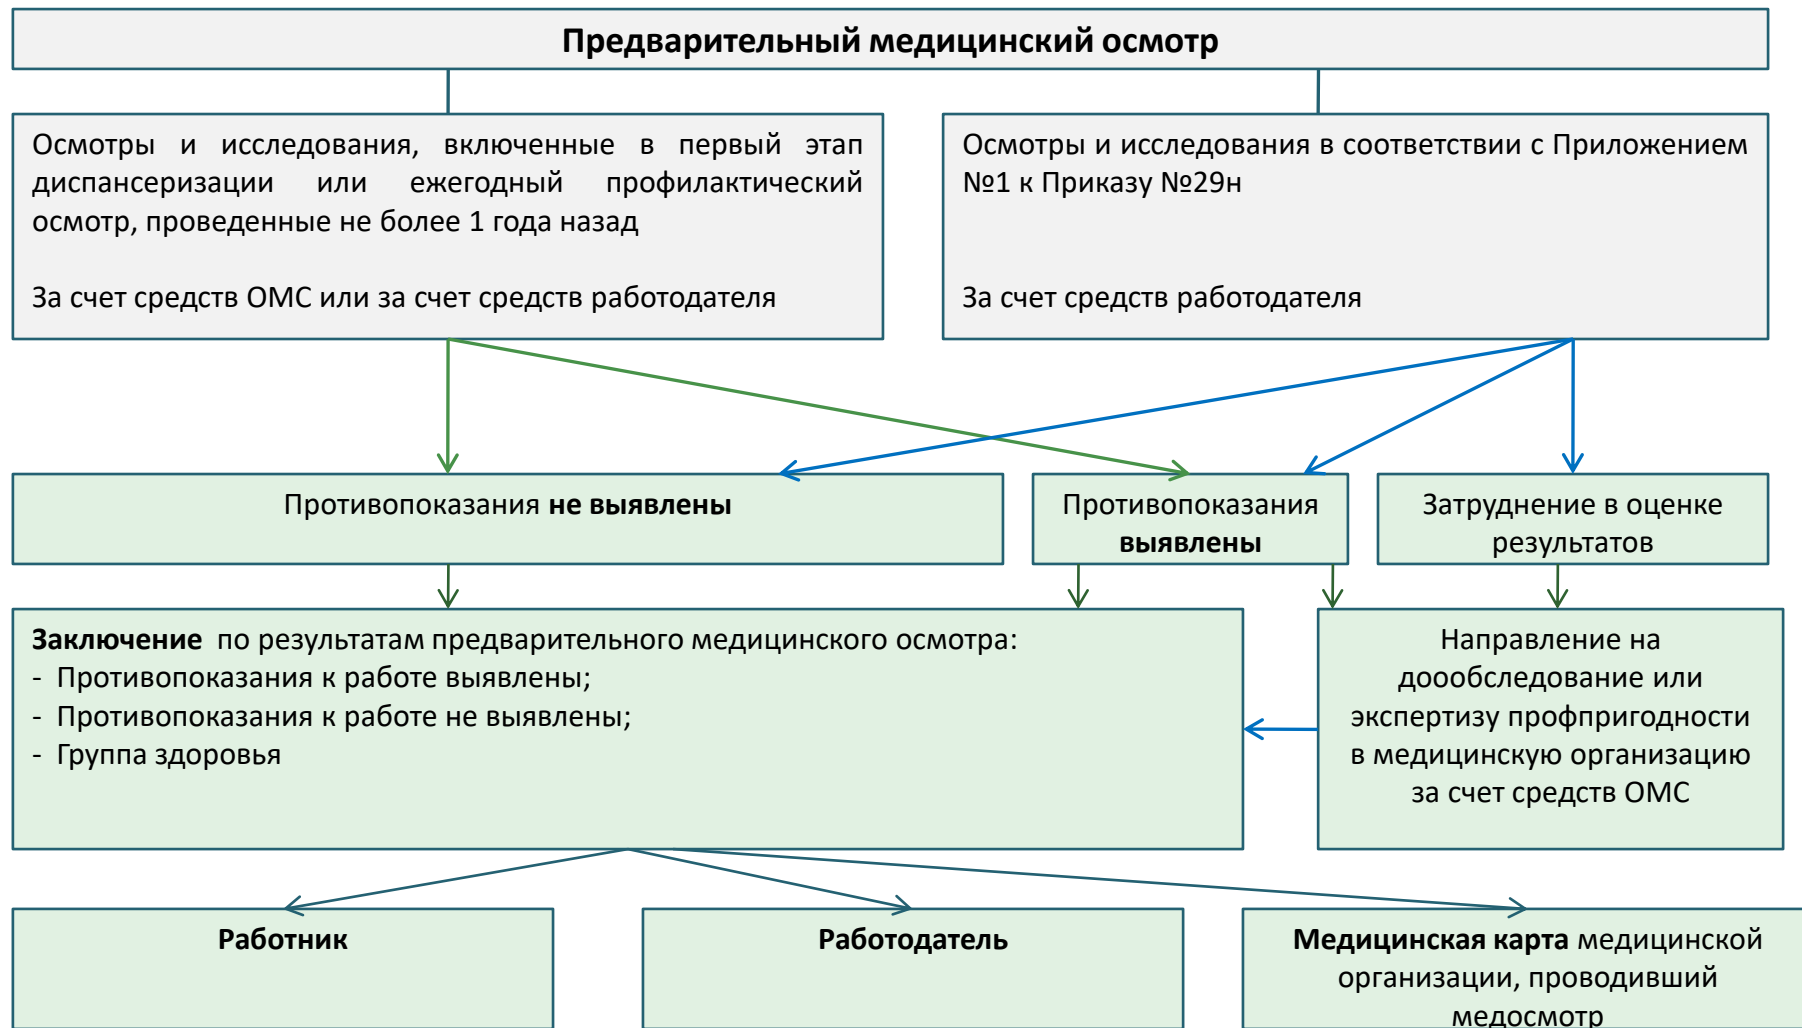 Предварительный медицинский осмотр
Осмотры и исследования, включенные в первый этап
диспансеризации или ежегодный профилактический
осмотр, проведенные не более 1 года назад
За счет средств ОМС или за счет средств работодателя
Осмотры и исследования в соответствии с Приложением
№1 к Приказу №29н
За счет средств работодателя
Противопоказания не выявлены
Противопоказания
выявлены
Затруднение в оценке
результатов
Заключение по результатам предварительного медицинского осмотра:
- Противопоказания к работе выявлены;
- Противопоказания к работе не выявлены;
- Группа здоровья
Направление на
доообследование или
экспертизу профпригодности
в медицинскую организацию
за счет средств ОМС
Работник
Работодатель
Медицинская карта медицинской
организации, проводивший
медосмотр